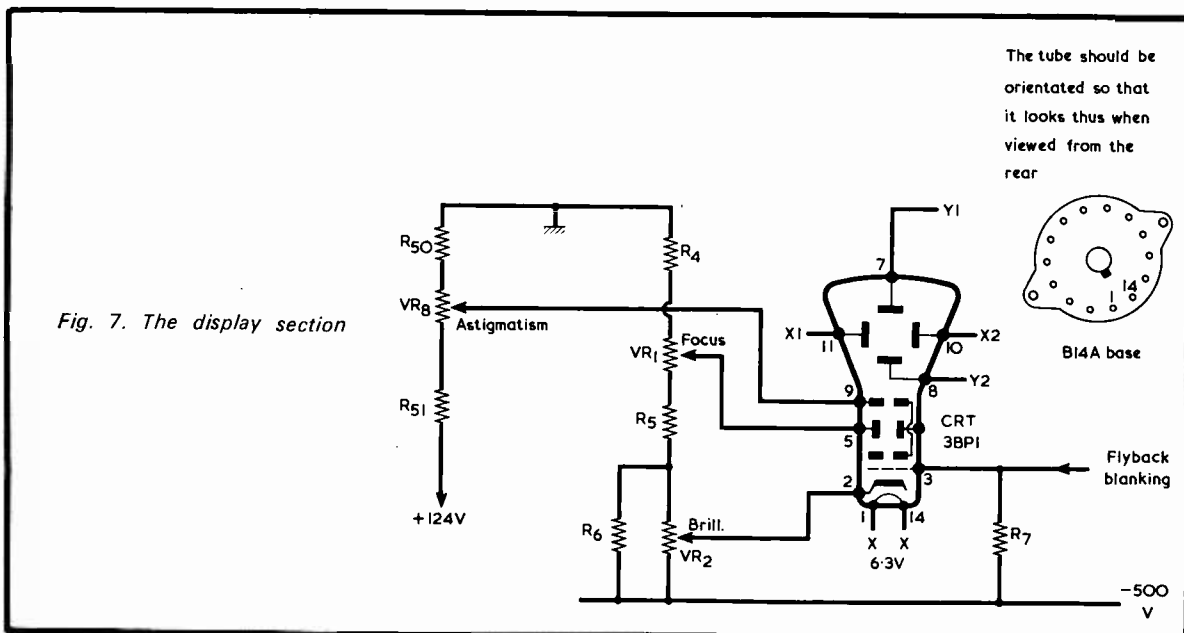 The tube should be
orientated so that
it looks thus when
viewed from the
rear
14
1
B14A base
Y1
7
R50
R4
Fig. 7. The display section
VR8
Astigmatism
X1
11
10
X2
VR1
Focus
8
Y2
9
R51
R5
5
CRT
3BP1
Flyback
blanking
3
2
+124V
1
14
R6
Brill.
VR2
X X
6·3V
R7
-500
V